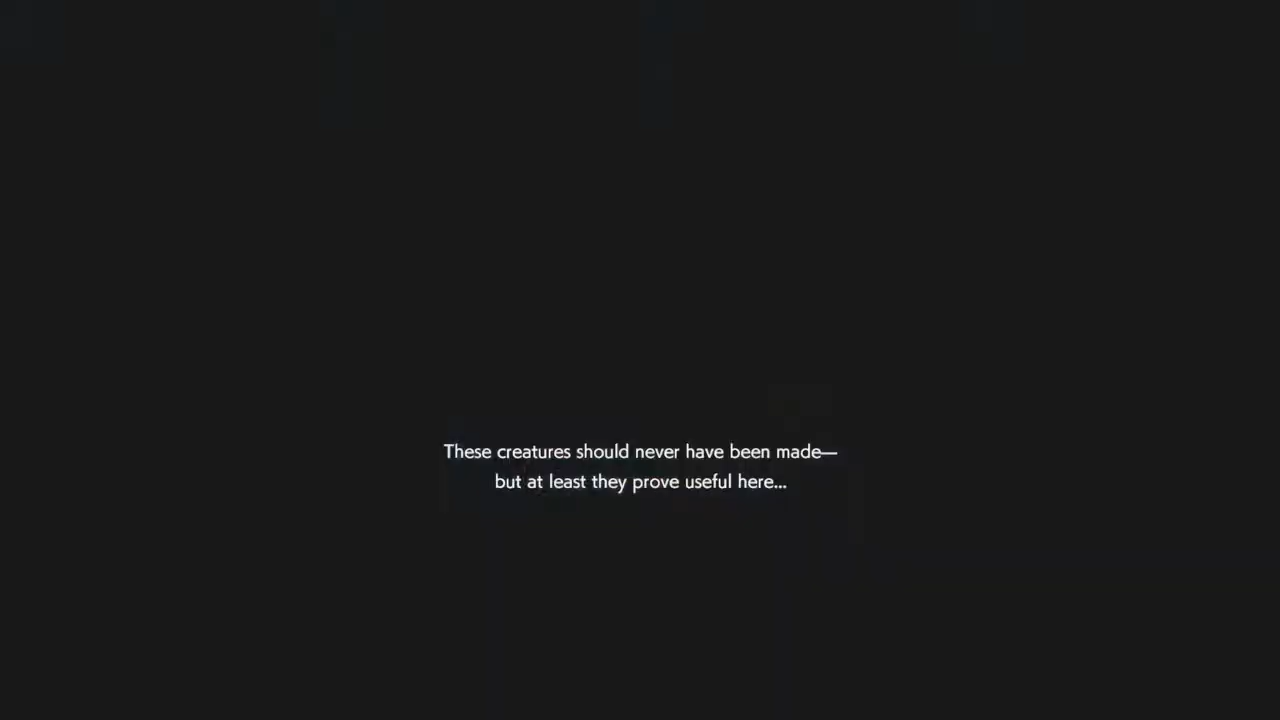 These creatures should never have been made—
but at least they prove useful here...